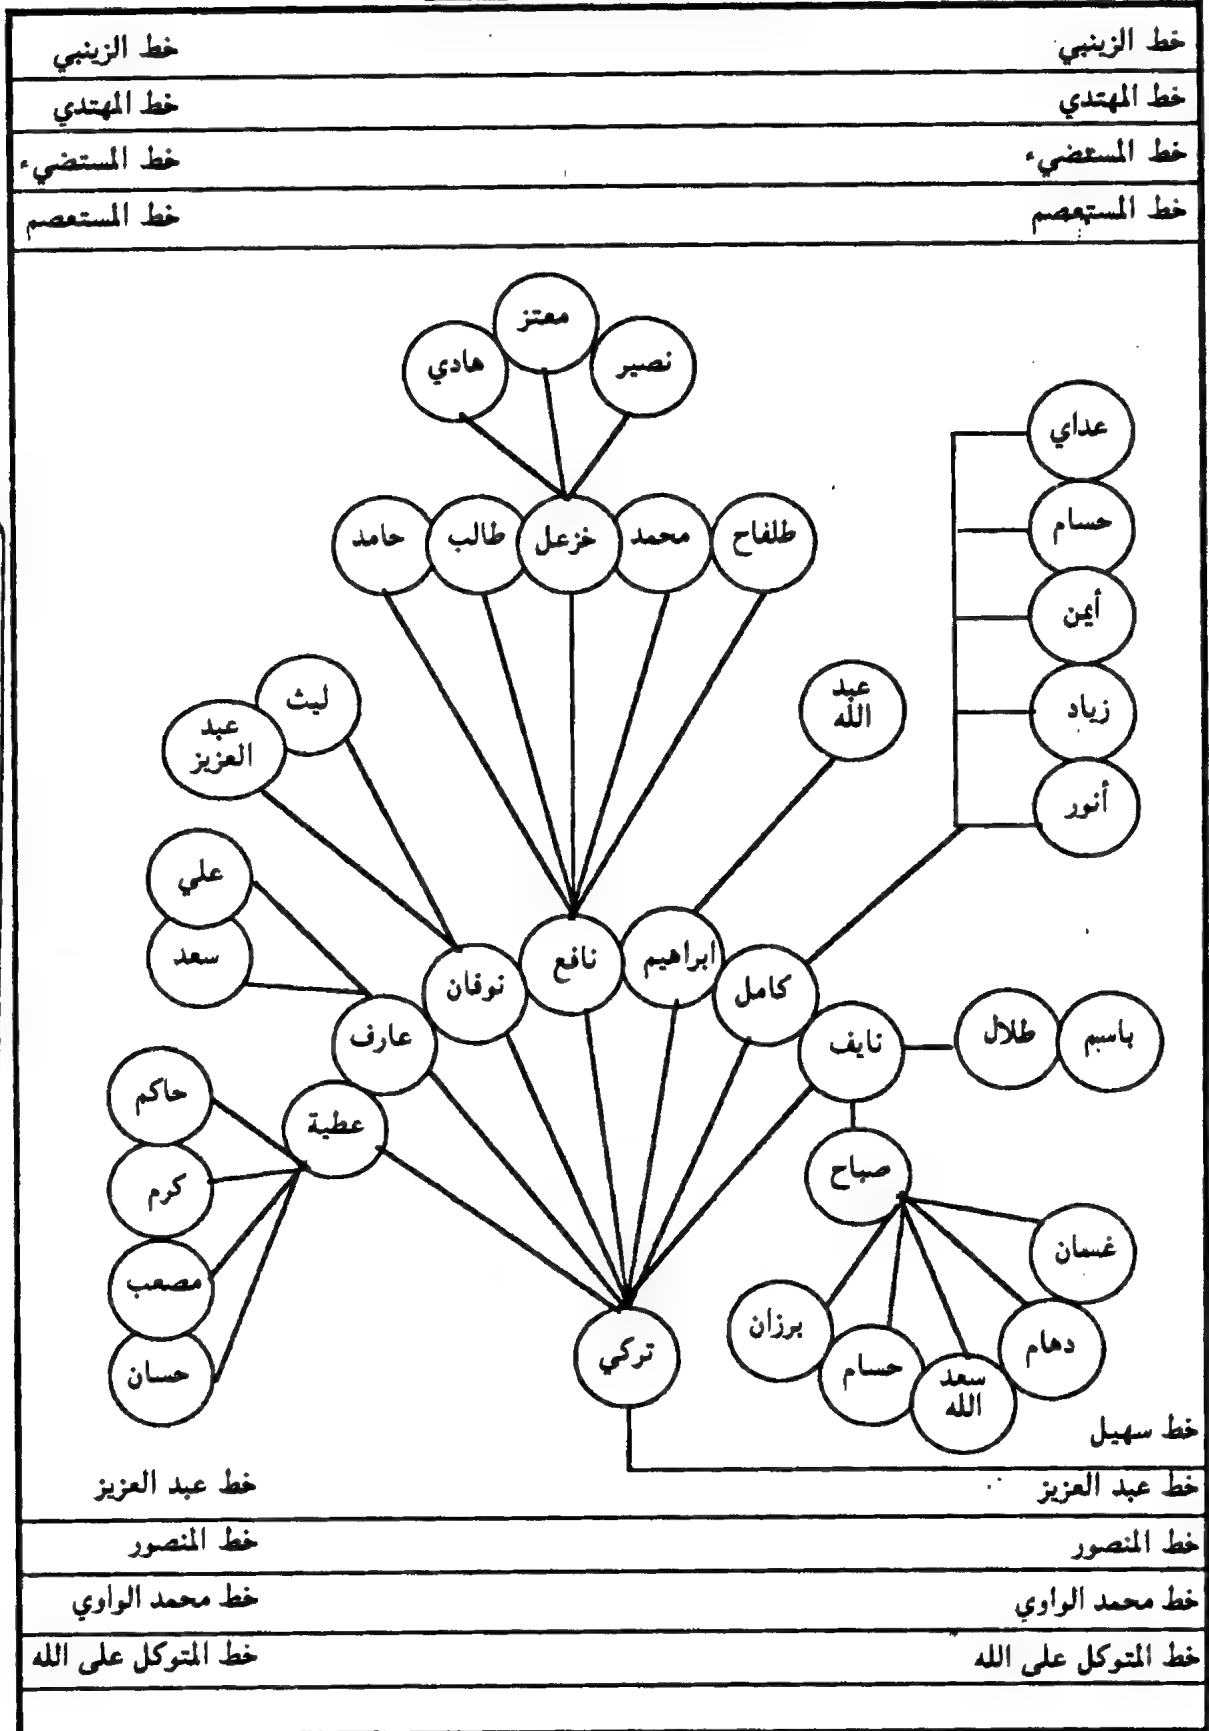 خط الزينبي
خط الزينبي
خط المهتدي
خط المهتدي
خط المستضيء
خط المستضيء
خط المستعصم
خط المستعصم
معتز
نصير
هادي
عداي
حسام
أيمن
زياد
أنور
طلفاح
محمد
خزعل
طالب
حامد
عبد
الله
ليث
عبد
العزيز
علي
سعد
نايف
كامل
ابراهيم
نافع
نوفان
عارف
عطية
باسم
طلال
صباح
غسان
دهام
سعد
الله
حسام
برزان
حاكم
كرم
مصعب
حسان
تركي
خط سهيل
خط عبد العزيز
خط عبد العزيز
خط المنصور
خط المنصور
خط محمد الواوي
خط محمد الواوي
خط المتوكل على الله
خط المتوكل على الله